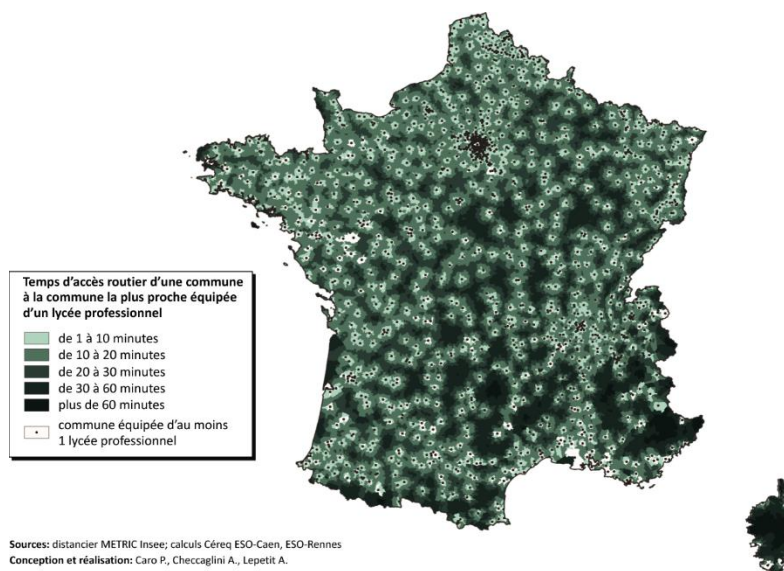 Temps d'accès routier d'une commune
à la commune la plus proche équipée
d'un lycée professionnel
de 1 à 10 minutes
de 10 à 20 minutes
de 20 à 30 minutes
de 30 à 60 minutes
plus de 60 minutes
commune équipée d'au moins
1 lycée professionnel
Sources: distancier METRIC Insee; calculs Céreq ESO-Caen, ESO-Rennes
Conception et réalisation: Caro P., Checcaglini A., Lepetit A.